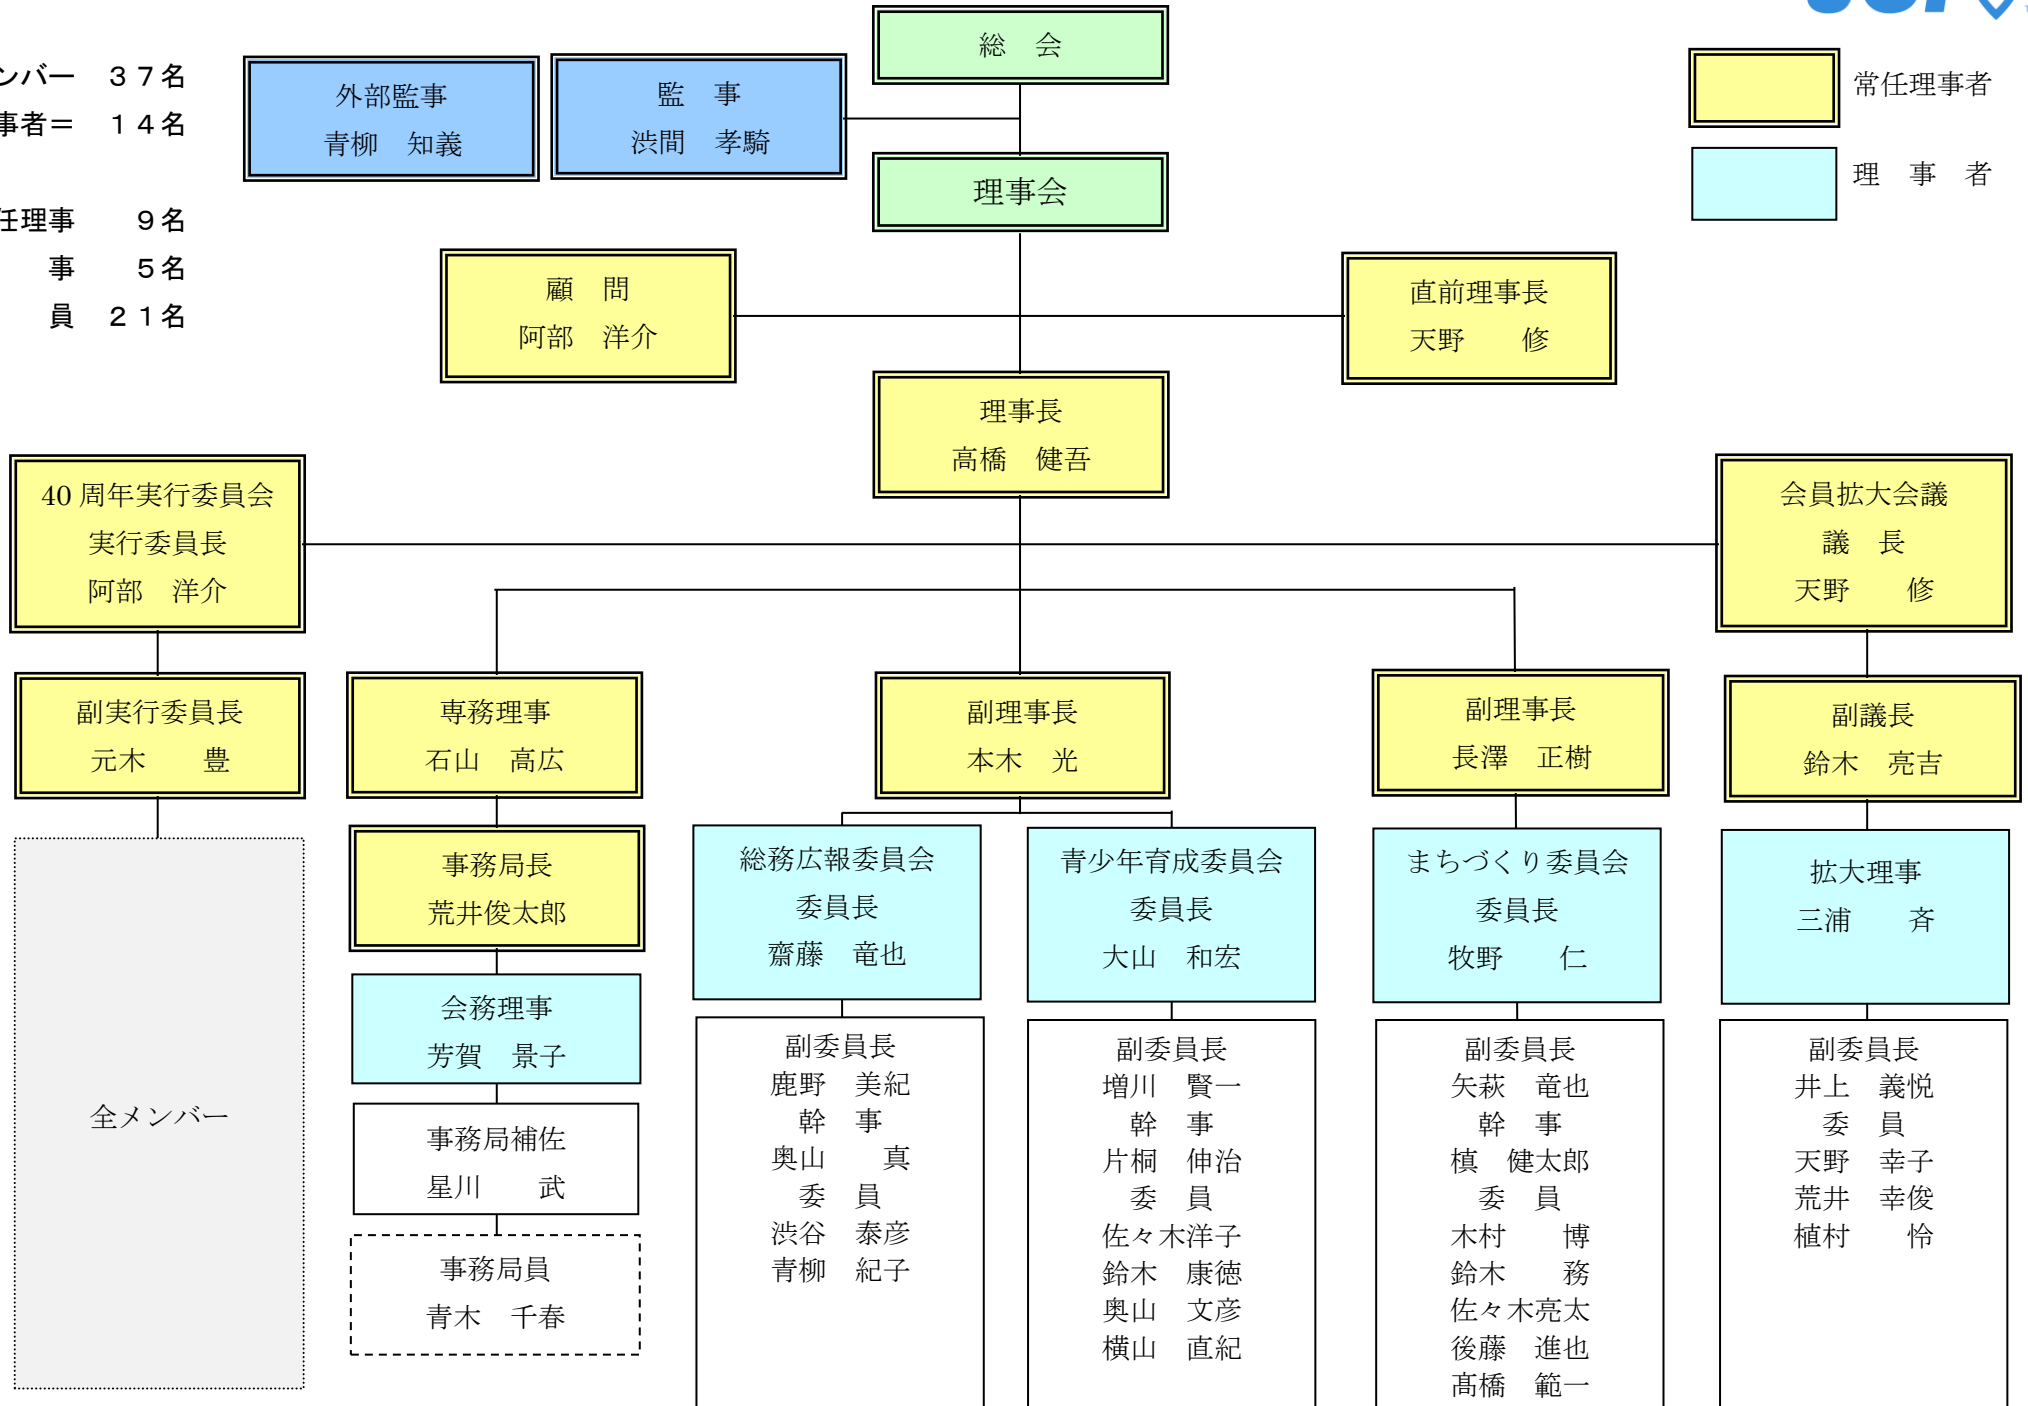 総　会
ンバー　３７名
事者＝　１４名
任理事　　９名
事　　５名
員　２１名
外部監事
青柳　知義
監　事
渋間　孝騎
理事会
常任理事者
理　事　者
顧　問
阿部　洋介
直前理事長
天野　　修
理事長
高橋　健吾
40 周年実行委員会
実行委員長
阿部　洋介
会員拡大会議
議　長
天野　　修
副実行委員長
元木　　豊
専務理事
石山　高広
副理事長
本木　光
副理事長
長澤　正樹
副議長
鈴木　亮吉
全メンバー
事務局長
荒井俊太郎
会務理事
芳賀　景子
事務局補佐
星川　　武
事務局員
青木　千春
総務広報委員会
委員長
齋藤　竜也
副委員長
鹿野　美紀
幹　事
奥山　　真
委　員
渋谷　泰彦
青柳　紀子
青少年育成委員会
委員長
大山　和宏
副委員長
増川　賢一
幹　事
片桐　伸治
委　員
佐々木洋子
鈴木　康徳
奥山　文彦
横山　直紀
まちづくり委員会
委員長
牧野　　仁
副委員長
矢萩　竜也
幹　事
槙　健太郎
委　員
木村　　博
鈴木　　務
佐々木亮太
後藤　進也
髙橋　範一
拡大理事
三浦　　斉
副委員長
井上　義悦
委　員
天野　幸子
荒井　幸俊
植村　　怜